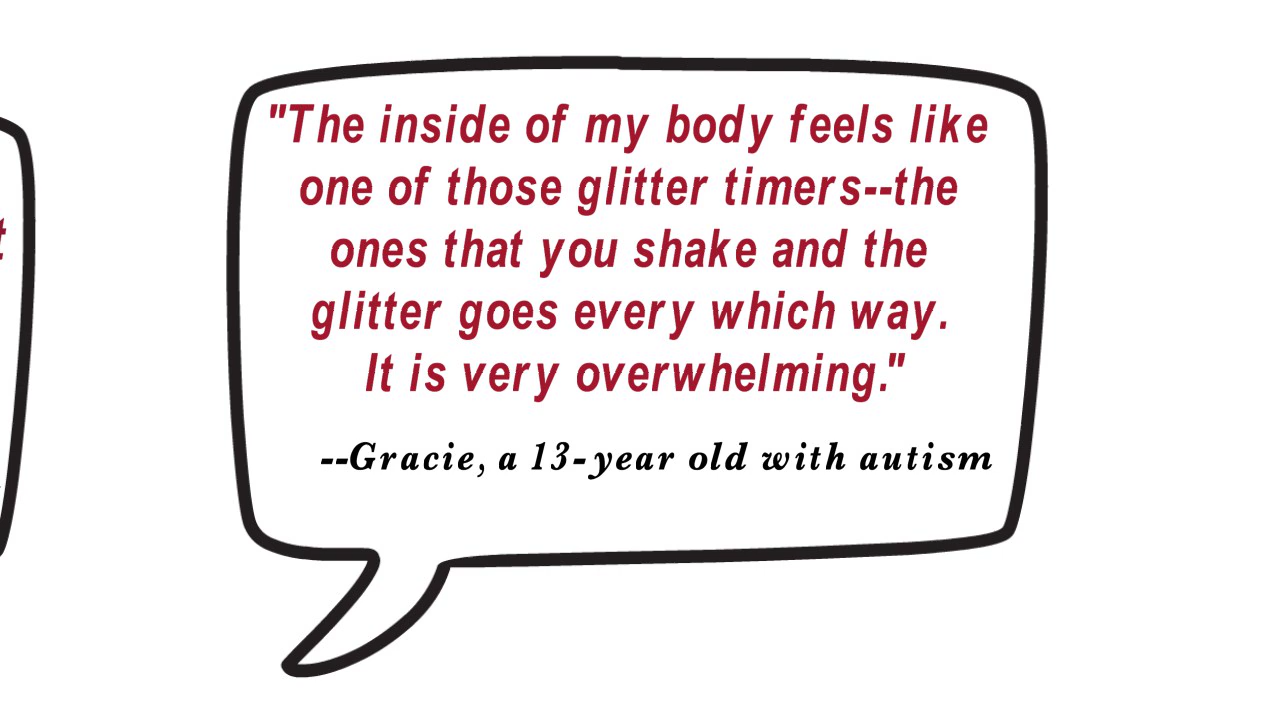 "The inside of my body feels like
one of those glitter timers--the
ones that you shake and the
glitter goes every which way.
It is very overwhelming."
--Gracie, a 13-year old with autism